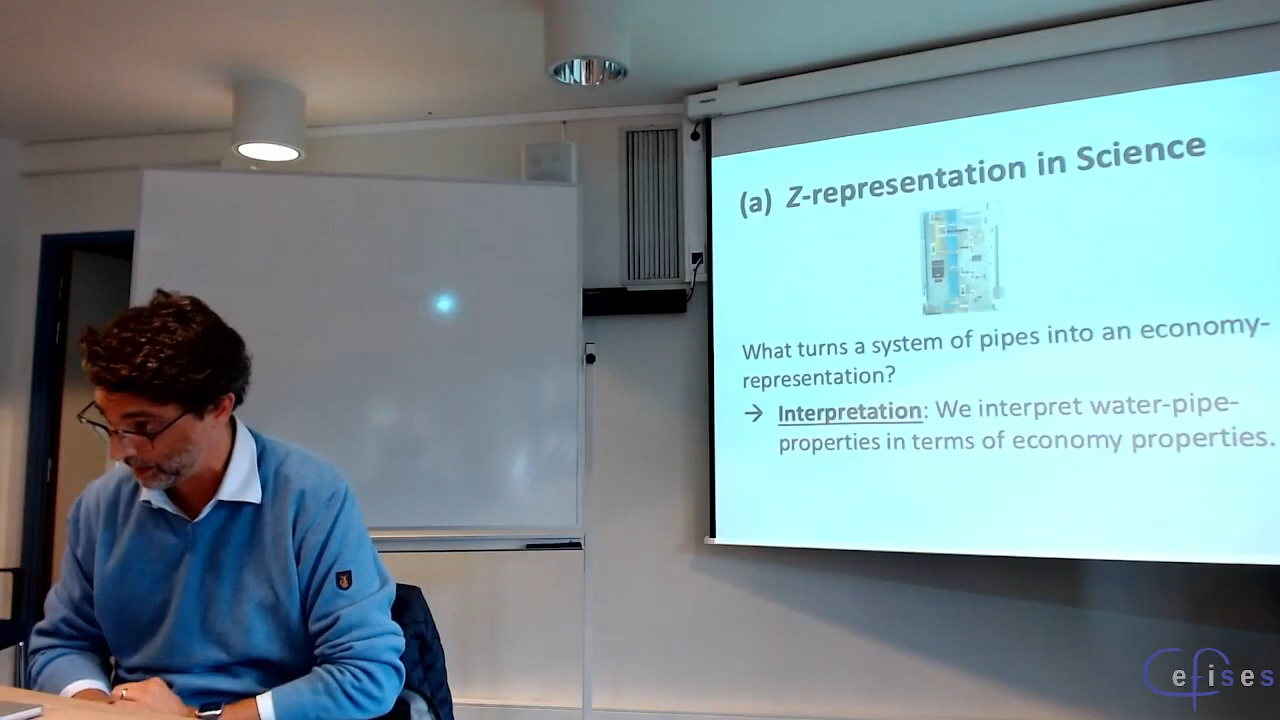 (a) Z-representation in Science
What turns a system of pipes into an economy-
representation?
→ Interpretation: We interpret water-pipe-
properties in terms of economy properties.
Cefises